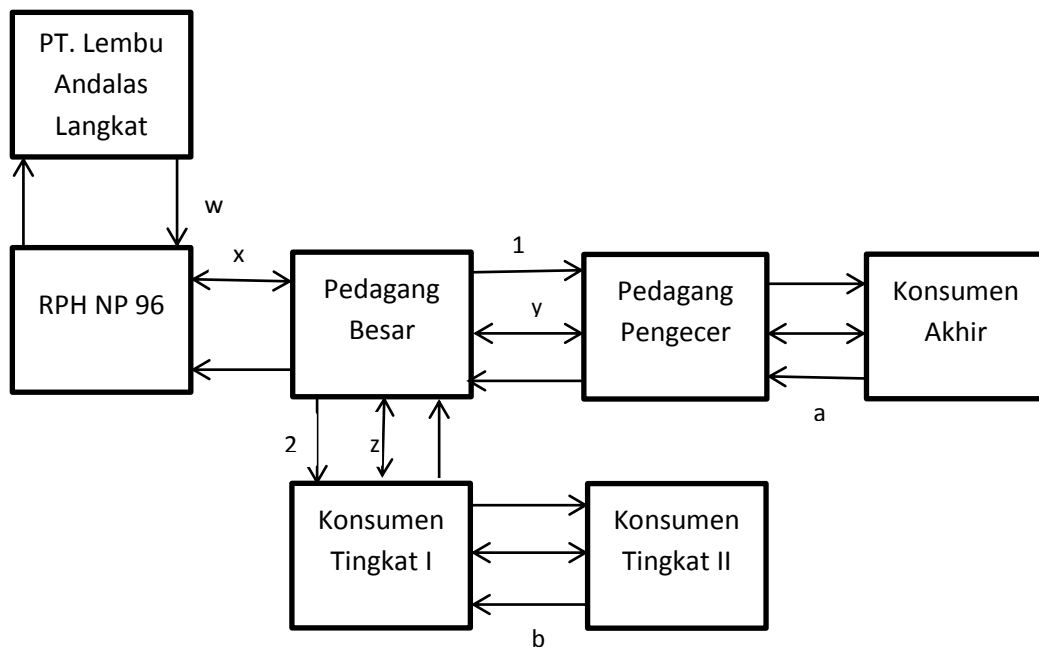 PT. Lembu
Andalas
Langkat
w
x
1
RPH NP 96
Pedagang
Besar
y
Pedagang
Pengecer
Konsumen
Akhir
a
2
z
Konsumen
Tingkat I
Konsumen
Tingkat II
b